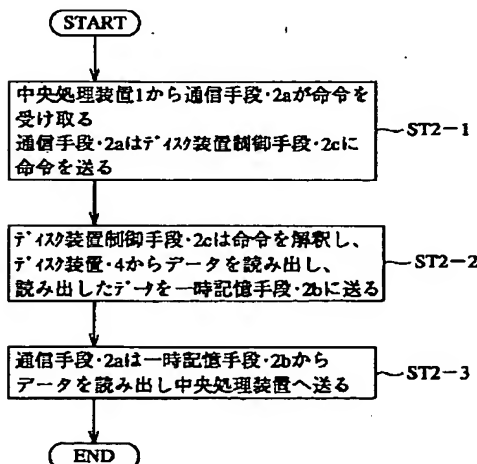 START
中央処理装置1から通信手段・2aが命令を
受け取る
通信手段・2aはディスク装置制御手段・2cに
命令を送る
ST2-1
ディスク装置制御手段・2cは命令を解釈し、
ディスク装置・4からデータを読み出し、
読み出したデータを一時記憶手段・2bに送る
ST2-2
通信手段・2aは一時記憶手段・2bから
データを読み出し中央処理装置へ送る
ST2-3
END